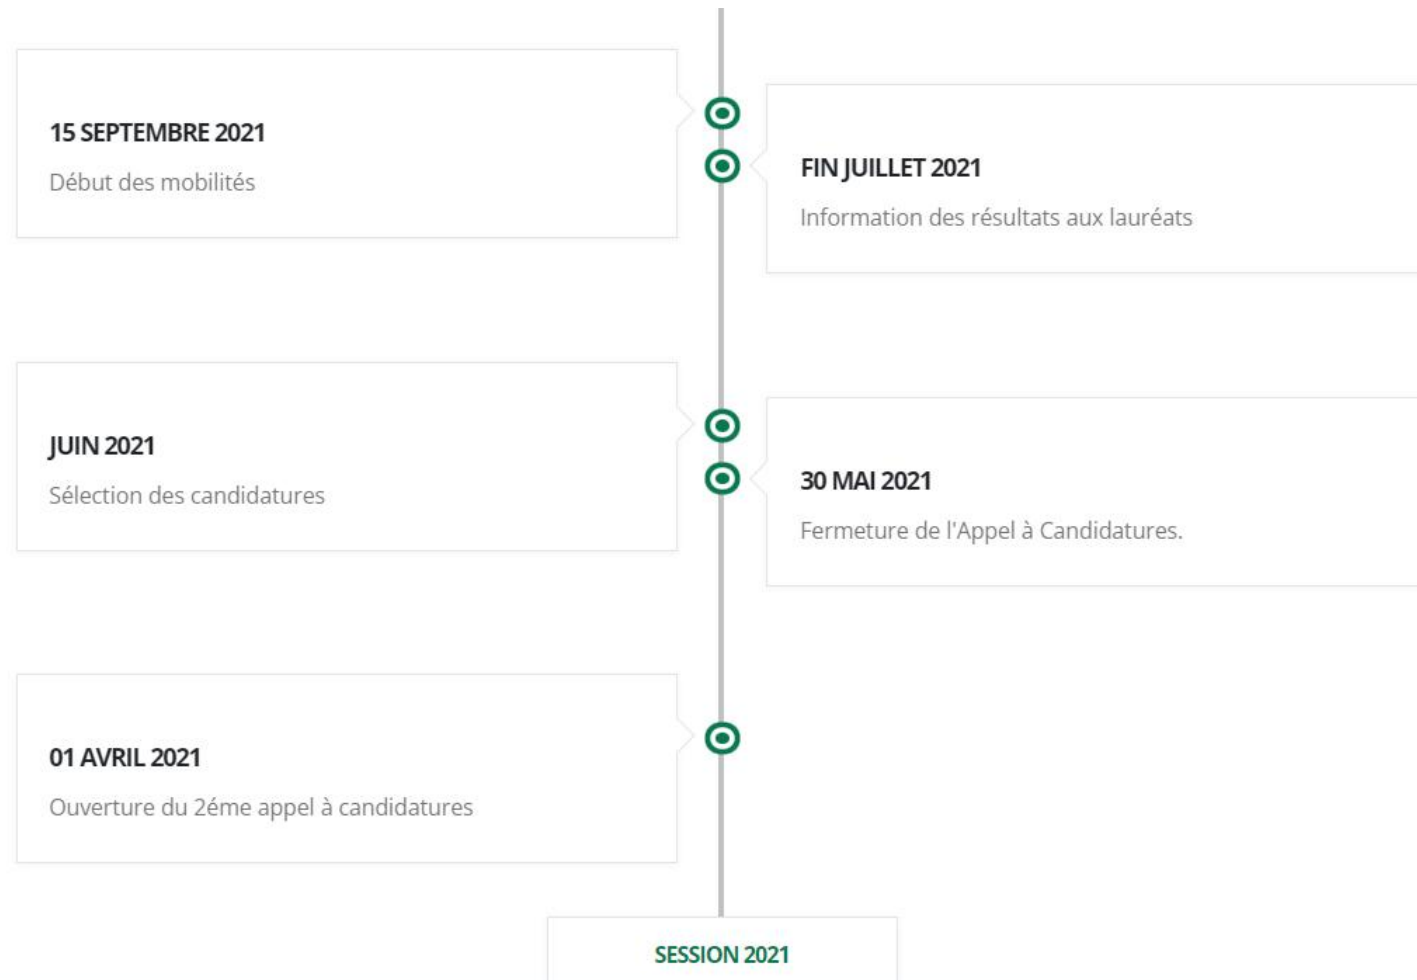 15 SEPTEMBRE 2021
Début des mobilités
FIN JUILLET 2021
Information des résultats aux lauréats
JUIN 2021
Sélection des candidatures
30 MAI 2021
Fermeture de l'Appel à Candidatures.
01 AVRIL 2021
Ouverture du 2éme appel à candidatures
SESSION 2021